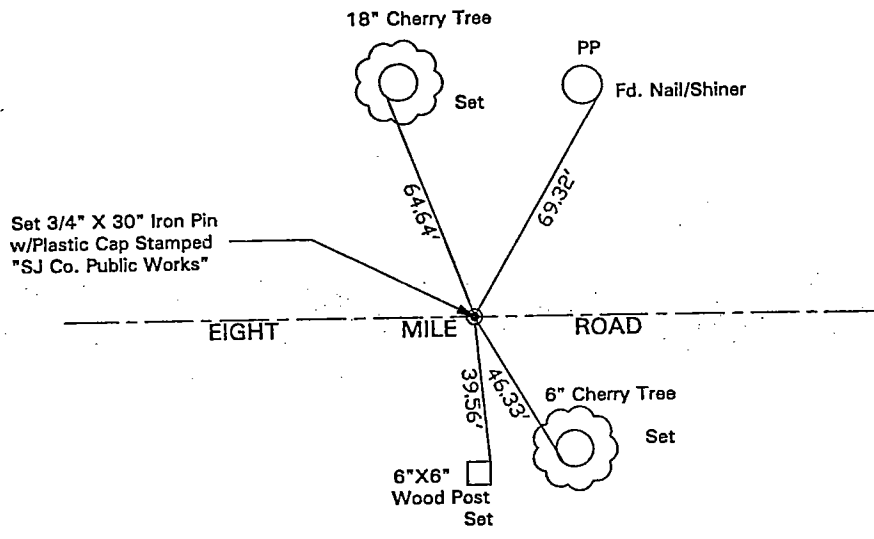 18" Cherry Tree
Set
PP
Fd. Nail/Shiner
64.64'
69.32'
Set 3/4" X 30" Iron Pin
w/Plastic Cap Stamped
"SJ Co. Public Works"
EIGHT MILE ROAD
39.56'
46.33'
6" Cherry Tree
Set
6"X6"
Wood Post
Set